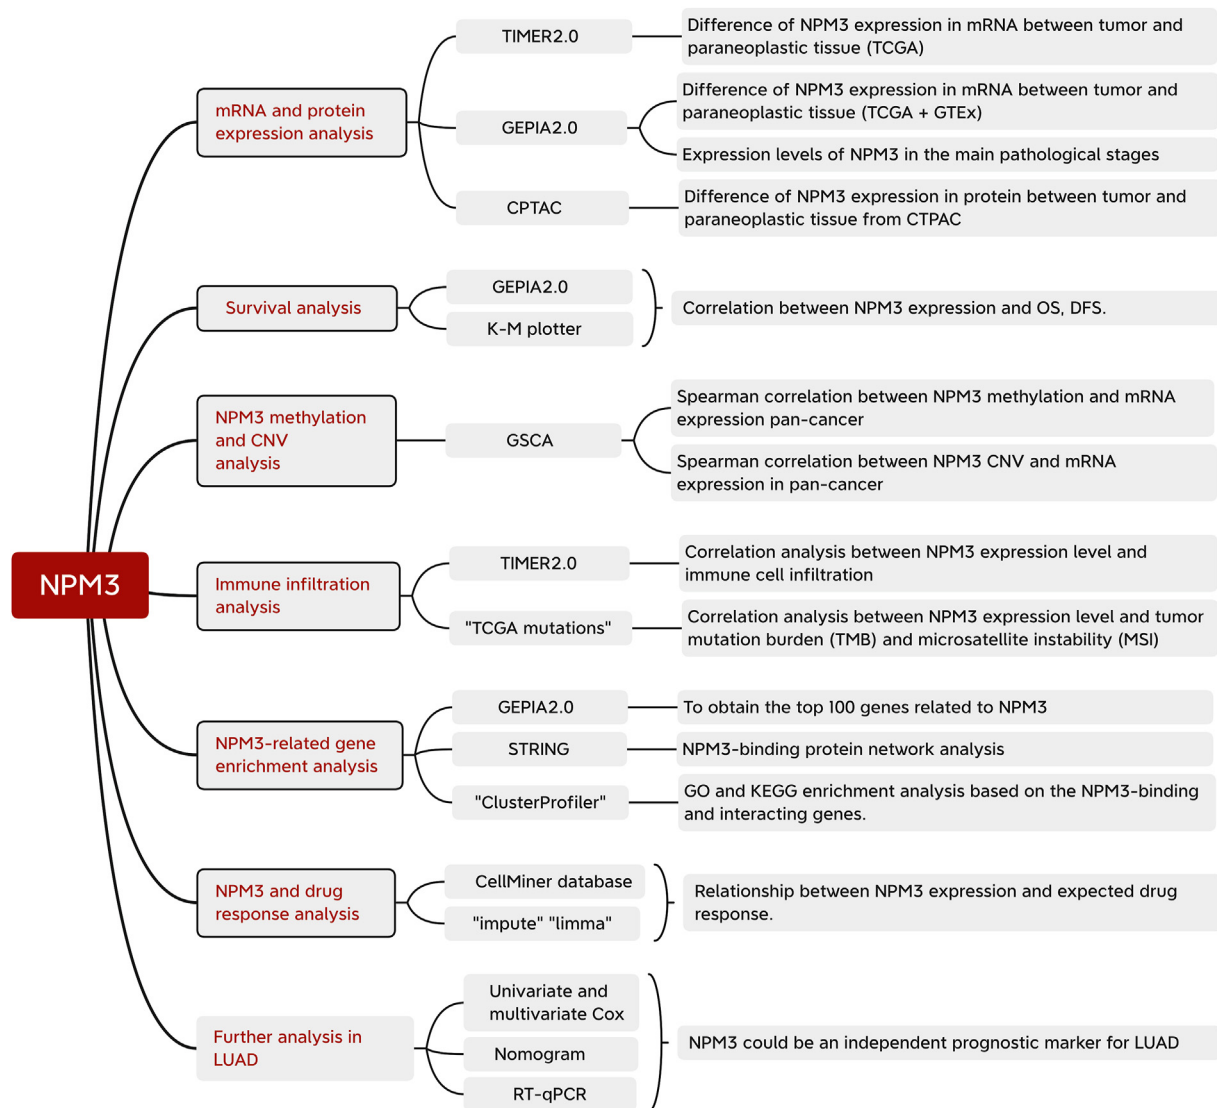 NPM3
mRNA and protein
expression analysis
TIMER2.0
Difference of NPM3 expression in mRNA between tumor and
paraneoplastic tissue (TCGA)
GEPIA2.0
Difference of NPM3 expression in mRNA between tumor and
paraneoplastic tissue (TCGA + GTEx)
Expression levels of NPM3 in the main pathological stages
CPTAC
Difference of NPM3 expression in protein between tumor and
paraneoplastic tissue from CTPAC
Survival analysis
GEPIA2.0
K-M plotter
Correlation between NPM3 expression and OS, DFS.
NPM3 methylation
and CNV
analysis
GSCA
Spearman correlation between NPM3 methylation and mRNA
expression pan-cancer
Spearman correlation between NPM3 CNV and mRNA
expression in pan-cancer
Immune infiltration
analysis
TIMER2.0
Correlation analysis between NPM3 expression level and
immune cell infiltration
"TCGA mutations"
Correlation analysis between NPM3 expression level and tumor
mutation burden (TMB) and microsatellite instability (MSI)
NPM3-related gene
enrichment analysis
GEPIA2.0
To obtain the top 100 genes related to NPM3
STRING
NPM3-binding protein network analysis
"ClusterProfiler"
GO and KEGG enrichment analysis based on the NPM3-binding
and interacting genes.
NPM3 and drug
response analysis
CellMiner database
"impute" "limma"
Relationship between NPM3 expression and expected drug
response.
Further analysis in
LUAD
Univariate and
multivariate Cox
Nomogram
RT-qPCR
NPM3 could be an independent prognostic marker for LUAD